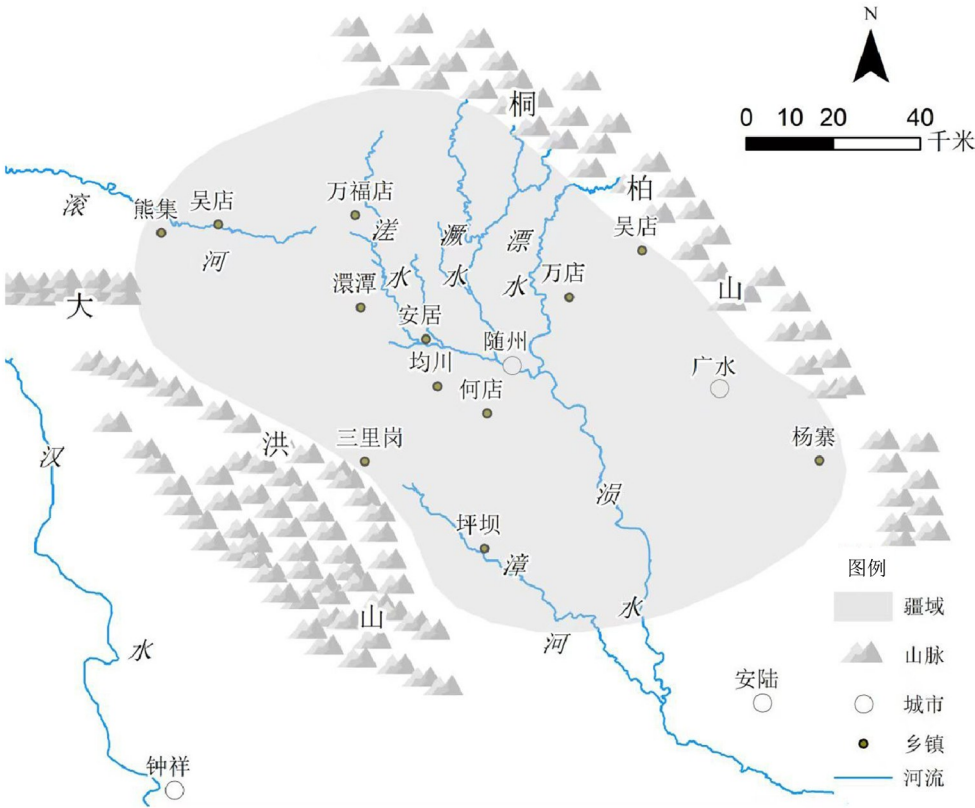 N
0 10 20 40 千米
桐
柏
山
万福店
吴店
熊集
滚
河
溠
水
㵐
水
漂
水
吴店
大
澴潭
万店
安居
随州
均川
何店
广水
洪
三里岗
杨寨
汉
涢
坪坝
漳
水
山
河
水
安陆
钟祥
图例
疆域
山脉
城市
乡镇
河流